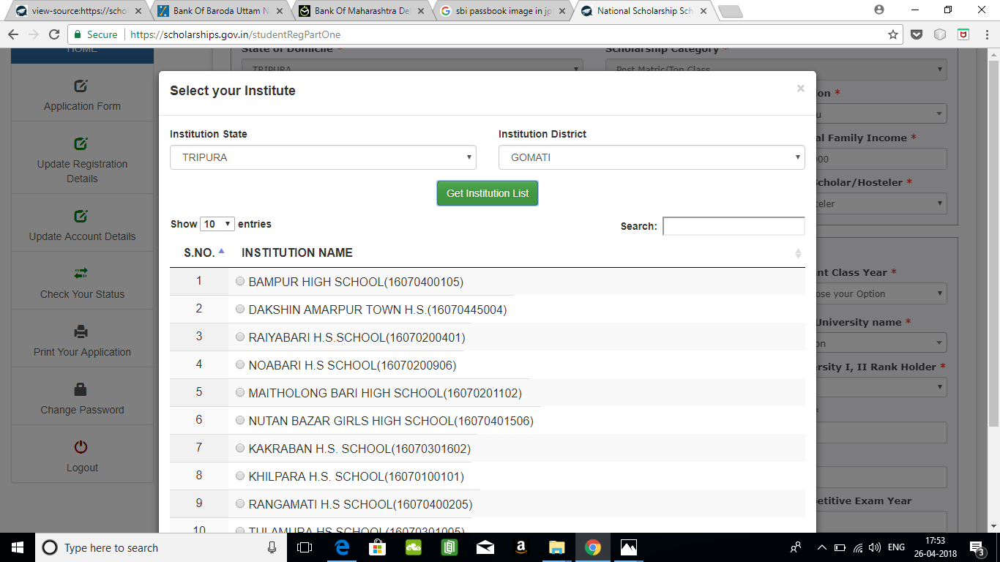 view-source:https://schol
Bank Of Baroda Uttam N
Bank Of Maharashtra De
sbi passbook image in jp
National Scholarship Sch
Secure https://scholarships.gov.in/studentRegPartOne
HOME
Application Form
Update Registration
Details
Update Account Details
Check Your Status
Print Your Application
Change Password
Logout
State of Domicile *
Scholarship Category *
TRIPURA
Post Matric/Top Class
Select your Institute
×
Institution State
Institution District
TRIPURA
GOMATI
Get Institution List
Show 10 entries
Search:
S.NO. INSTITUTION NAME
1 BAMPUR HIGH SCHOOL(16070400105)
2 DAKSHIN AMARPUR TOWN H.S.(16070445004)
3 RAIYABARI H.S.SCHOOL(16070200401)
4 NOABARI H.S SCHOOL(16070200906)
5 MAITHOLONG BARI HIGH SCHOOL(16070201102)
6 NUTAN BAZAR GIRLS HIGH SCHOOL(16070401506)
7 KAKRABAN H.S. SCHOOL(16070301602)
8 KHILPARA H.S. SCHOOL(16070100101)
9 RANGAMATI H.S SCHOOL(16070400205)
10 TULAMURA HS SCHOOL(16070301005)
ion *
u
al Family Income *
000
Scholar/Hosteler *
teler
nt Class Year *
ose your Option
University name *
on
ersity I, II Rank Holder *
*
petitive Exam Year
Type here to search
ENG
17:53
26-04-2018
3